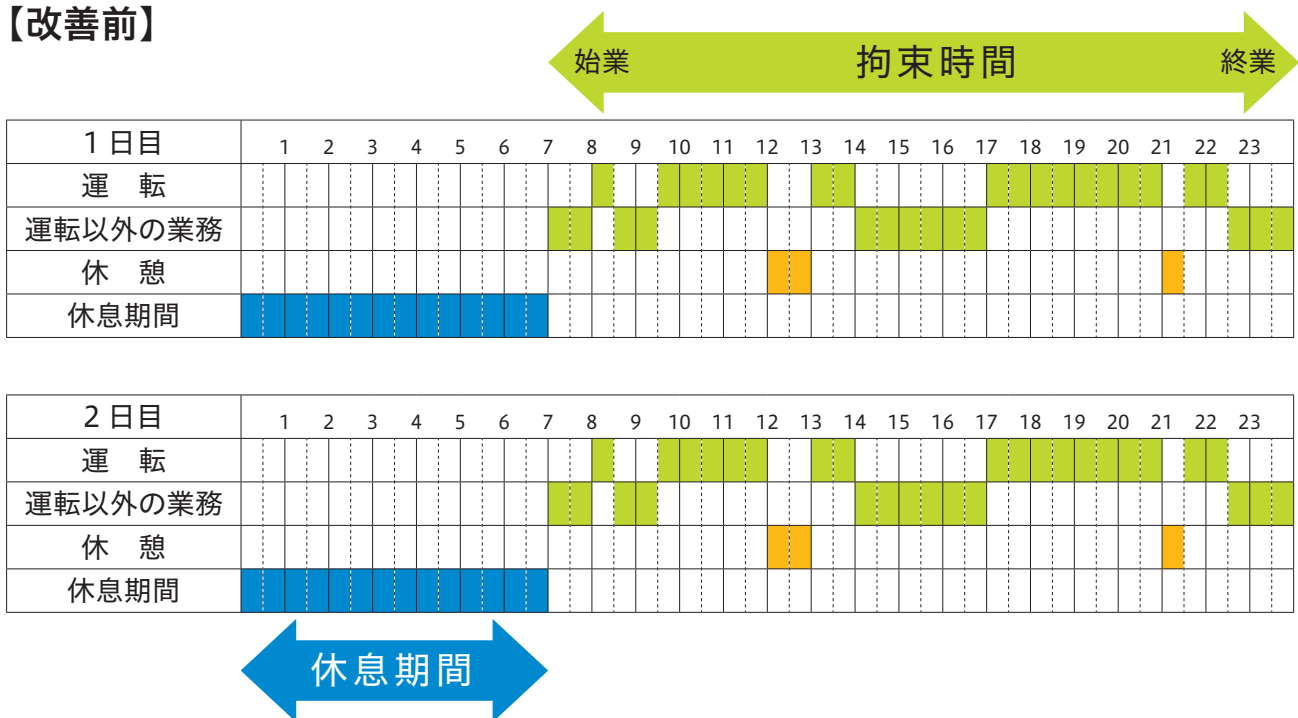 【改善前】
始業 拘束時間 終業
1日目 1 2 3 4 5 6 7 8 9 10 11 12 13 14 15 16 17 18 19 20 21 22 23
運 転
運転以外の業務
休 憩
休息期間
2日目 1 2 3 4 5 6 7 8 9 10 11 12 13 14 15 16 17 18 19 20 21 22 23
運 転
運転以外の業務
休 憩
休息期間
休息期間